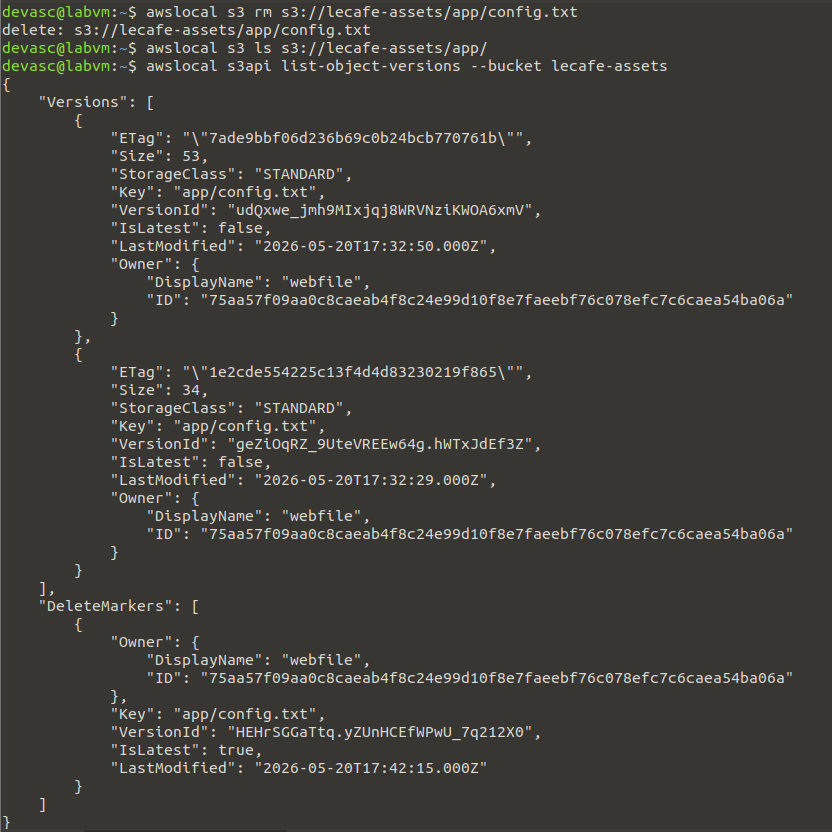 devasc@labvm:~$ awslocal s3 rm s3://lecafe-assets/app/config.txt
delete: s3://lecafe-assets/app/config.txt
devasc@labvm:~$ awslocal s3 ls s3://lecafe-assets/app/
devasc@labvm:~$ awslocal s3api list-object-versions --bucket lecafe-assets
{
    "Versions": [
        {
            "ETag": "\"7ade9bbf06d236b69c0b24bcb770761b\"",
            "Size": 53,
            "StorageClass": "STANDARD",
            "Key": "app/config.txt",
            "VersionId": "udQxwe_jmh9MIxjqj8WRVNziKWOA6xmV",
            "IsLatest": false,
            "LastModified": "2026-05-20T17:32:50.000Z",
            "Owner": {
                "DisplayName": "webfile",
                "ID": "75aa57f09aa0c8caeab4f8c24e99d10f8e7faeebf76c078efc7c6caea54ba06a"
            }
        },
        {
            "ETag": "\"1e2cde554225c13f4d4d83230219f865\"",
            "Size": 34,
            "StorageClass": "STANDARD",
            "Key": "app/config.txt",
            "VersionId": "geZiOqRZ_9UteVREEw64g.hWTxJdEf3Z",
            "IsLatest": false,
            "LastModified": "2026-05-20T17:32:29.000Z",
            "Owner": {
                "DisplayName": "webfile",
                "ID": "75aa57f09aa0c8caeab4f8c24e99d10f8e7faeebf76c078efc7c6caea54ba06a"
            }
        }
    ],
    "DeleteMarkers": [
        {
            "Owner": {
                "DisplayName": "webfile",
                "ID": "75aa57f09aa0c8caeab4f8c24e99d10f8e7faeebf76c078efc7c6caea54ba06a"
            },
            "Key": "app/config.txt",
            "VersionId": "HEHrSGGaTtq.yZUnHCEfWPwU_7q212X0",
            "IsLatest": true,
            "LastModified": "2026-05-20T17:42:15.000Z"
        }
    ]
}